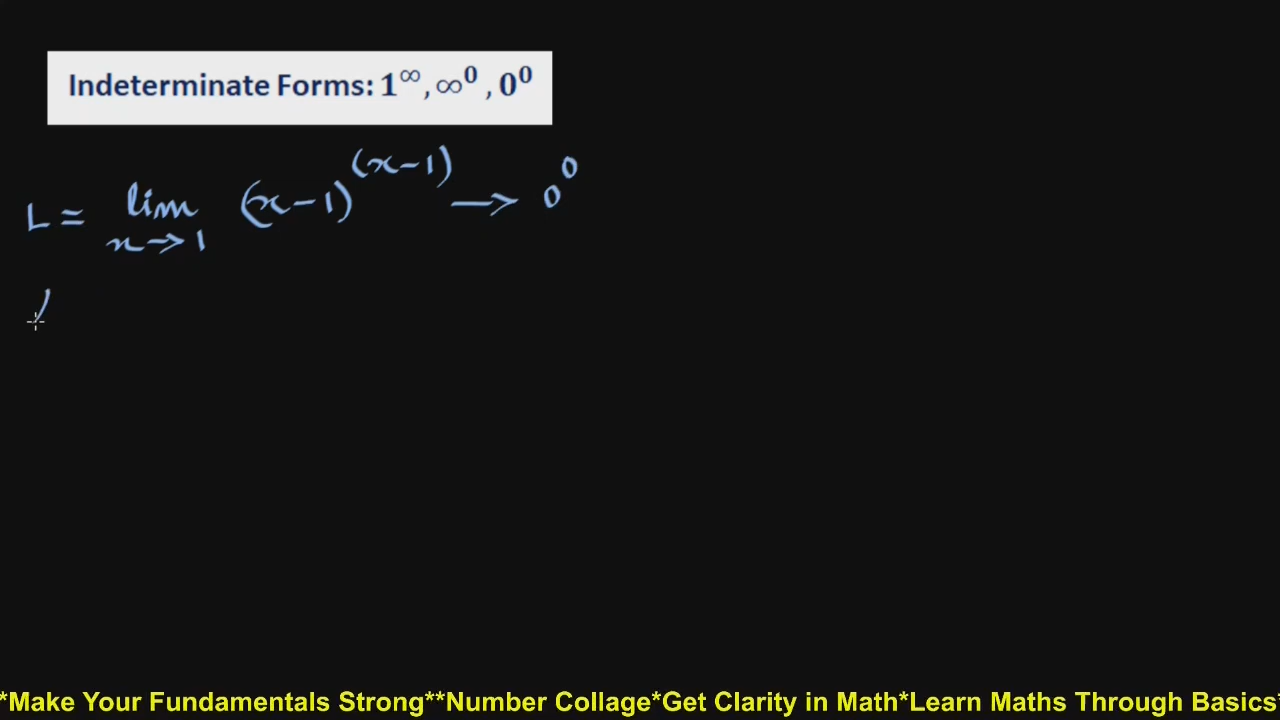 Indeterminate Forms: 1^∞, ∞^0, 0^0
L = lim (x-1)^(x-1) → 0^0
x→1
*Make Your Fundamentals Strong**Number Collage*Get Clarity in Math*Learn Maths Through Basics*